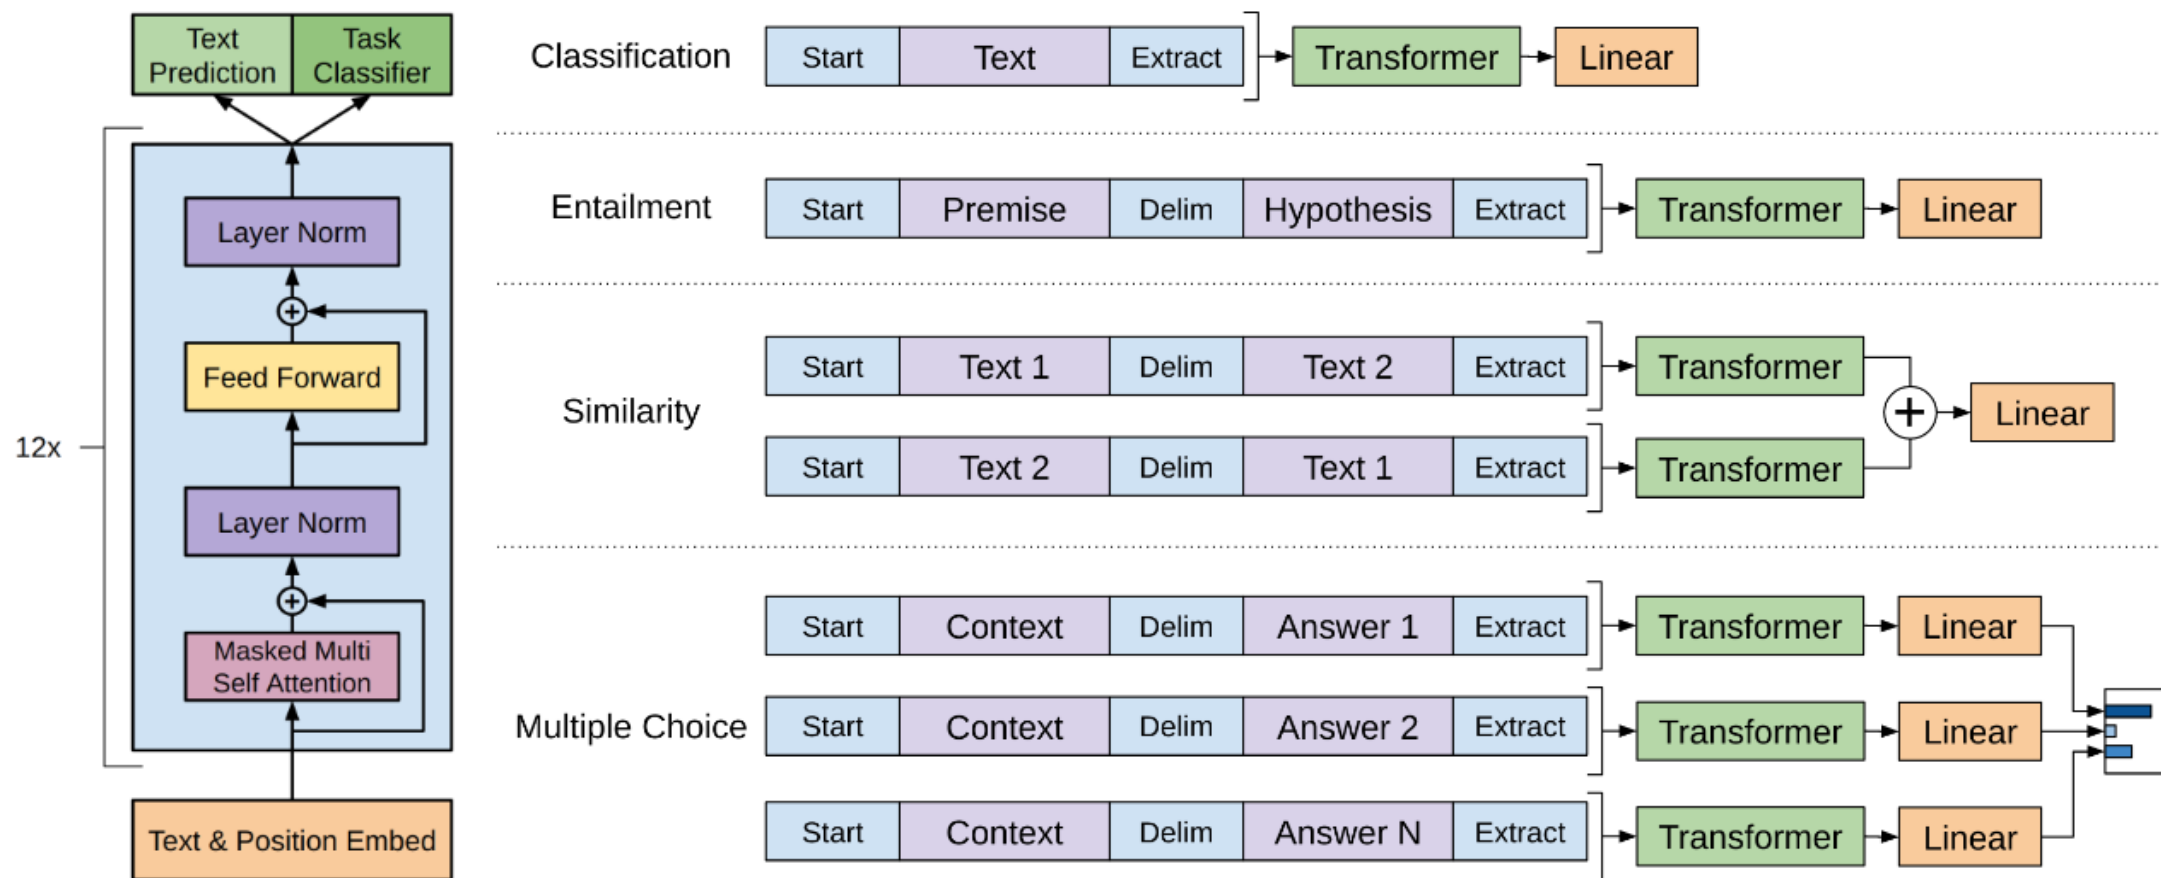 Text
Prediction
Task
Classifier
12x
Layer Norm
+
Feed Forward
Layer Norm
+
Masked Multi
Self Attention
Text & Position Embed
Classification
Start Text Extract Transformer Linear
Entailment
Start Premise Delim Hypothesis Extract Transformer Linear
Similarity
Start Text 1 Delim Text 2 Extract Transformer
+ Linear
Start Text 2 Delim Text 1 Extract Transformer
Multiple Choice
Start Context Delim Answer 1 Extract Transformer Linear
Start Context Delim Answer 2 Extract Transformer Linear
Start Context Delim Answer N Extract Transformer Linear